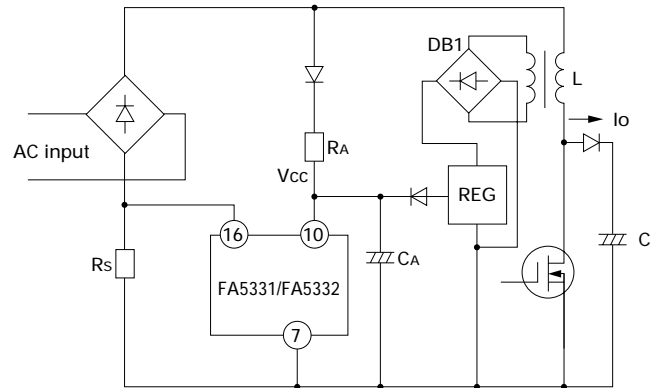 DB1
L
Io
AC input
RA
Vcc
REG
16
10
RS
CA
C
FA5331/FA5332
7